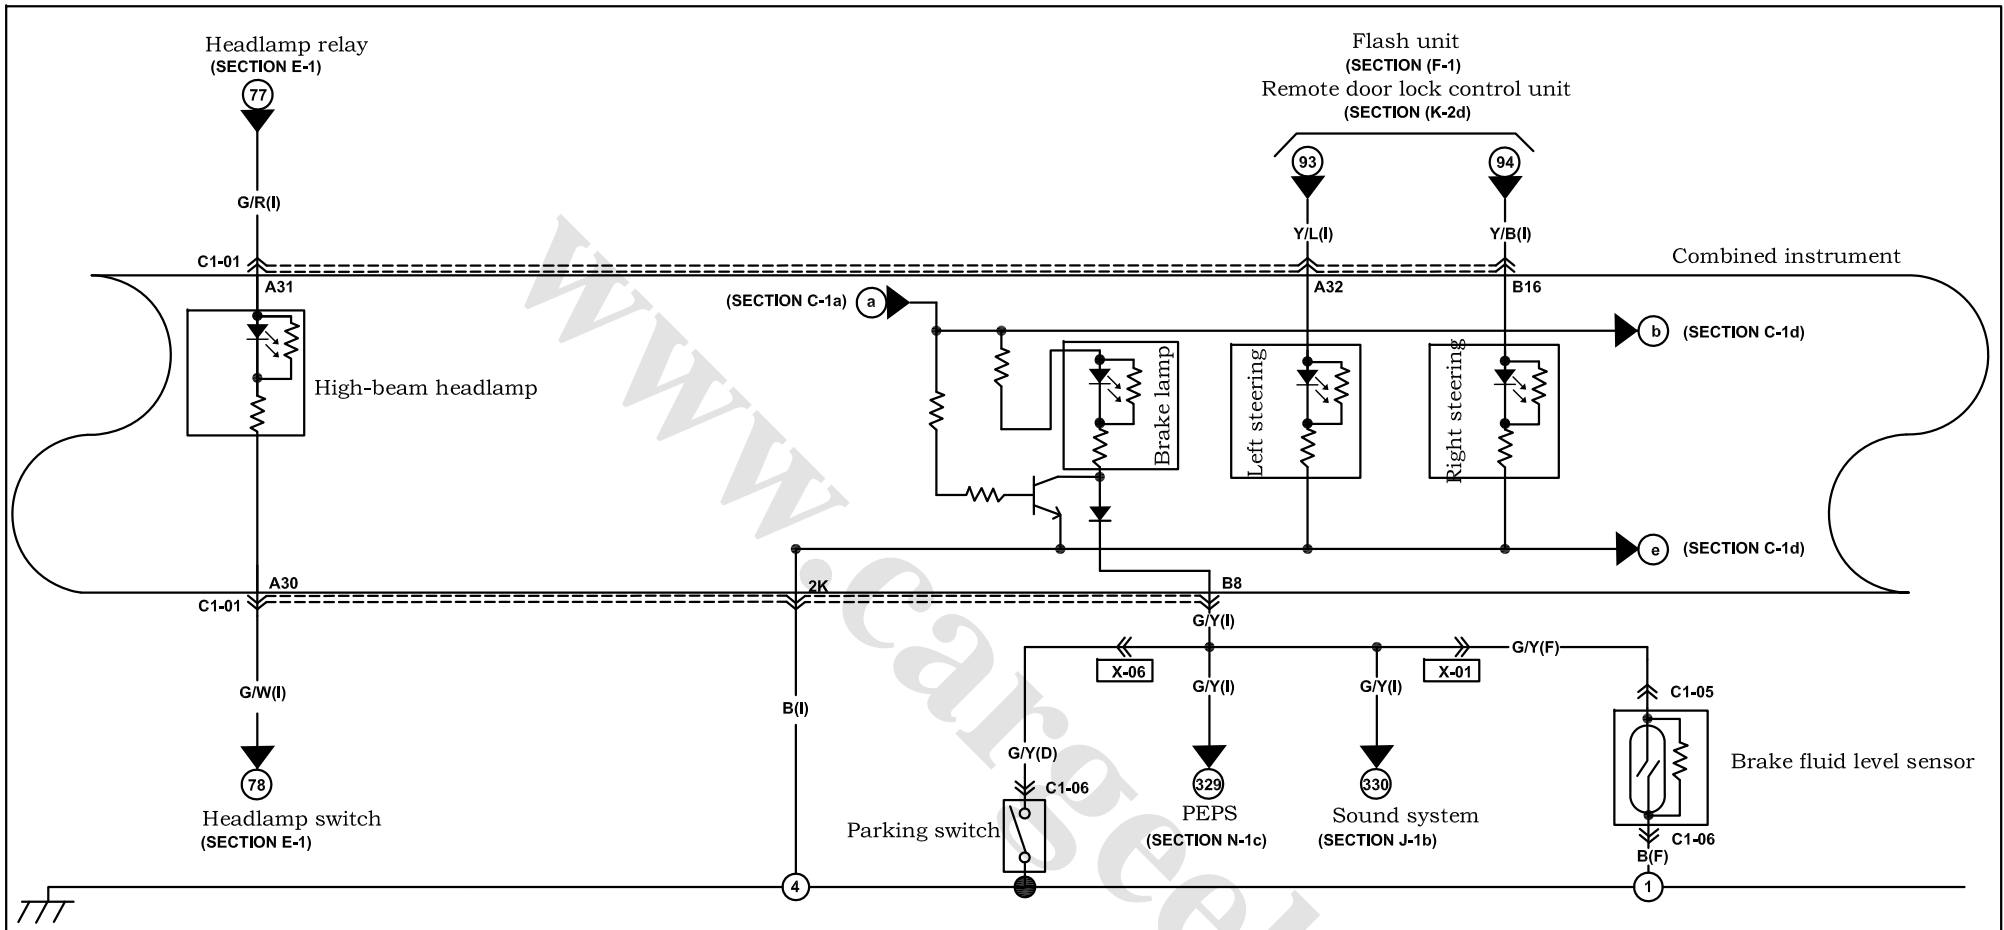 Headlamp relay
(SECTION E-1)
77
G/R(I)
Flash unit
(SECTION (F-1)
Remote door lock control unit
(SECTION (K-2d)
93
94
Y/L(I)
Y/B(I)
C1-01
Combined instrument
A31
A32
B16
(SECTION C-1a)
a
b
(SECTION C-1d)
High-beam headlamp
Brake lamp
Left steering
Right steering
e
(SECTION C-1d)
A30
2K
B8
C1-01
G/Y(I)
G/W(I)
B(I)
X-06
X-01
G/Y(F)
G/Y(I)
G/Y(I)
C1-05
G/Y(D)
C1-06
Brake fluid level sensor
78
329
330
Headlamp switch
(SECTION E-1)
Parking switch
PEPS
(SECTION N-1c)
Sound system
(SECTION J-1b)
C1-06
B(F)
4
1
www.cargeek